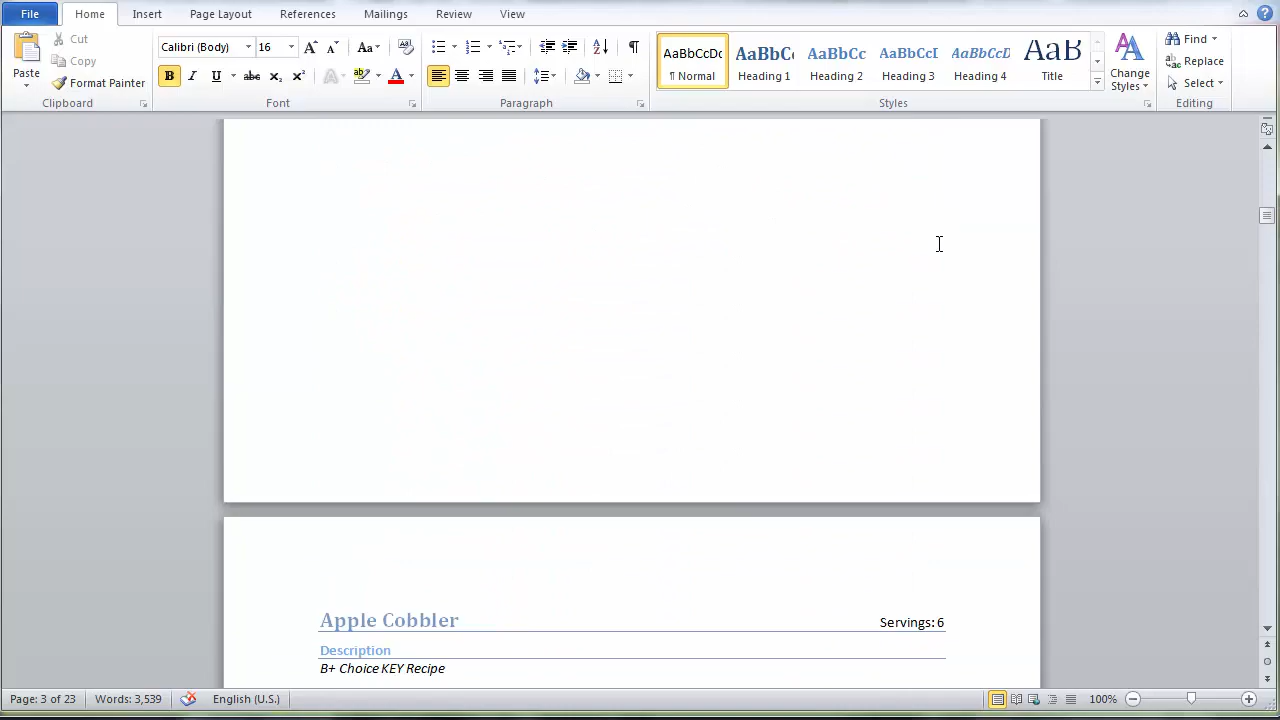 File Home Insert Page Layout References Mailings Review View
Paste
Cut
Copy
Format Painter
Clipboard
Calibri (Body) 16
Font
Paragraph
AaBbCcDc AaBbCc AaBbCc AaBbCcD AaBbCcD AaB
¶ Normal Heading 1 Heading 2 Heading 3 Heading 4 Title
Change
Styles
Styles
Find
Replace
Select
Editing
Apple Cobbler Servings: 6
Description
B+ Choice KEY Recipe
Page: 3 of 23 Words: 3,539 English (U.S.) 100%